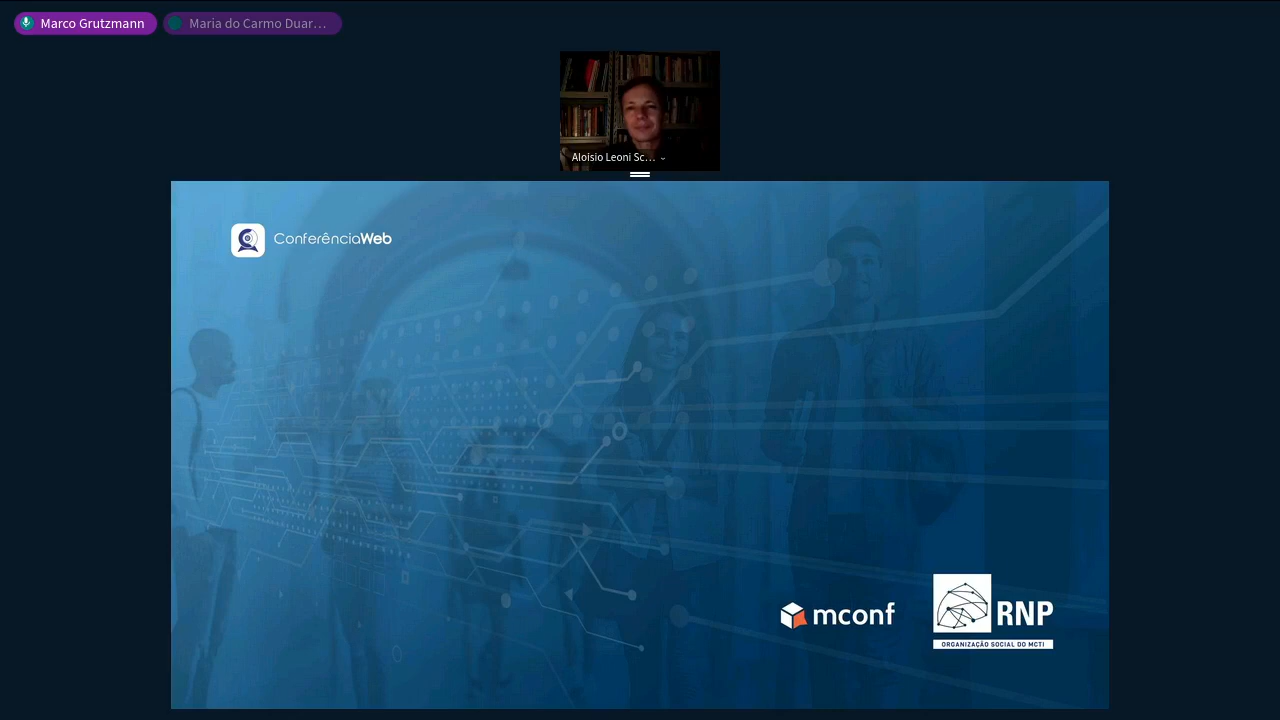 Marco Grutzmann
Maria do Carmo Duar…
Aloisio Leoni Sc…
ConferênciaWeb
mconf
RNP
ORGANIZAÇÃO SOCIAL DO MCTI